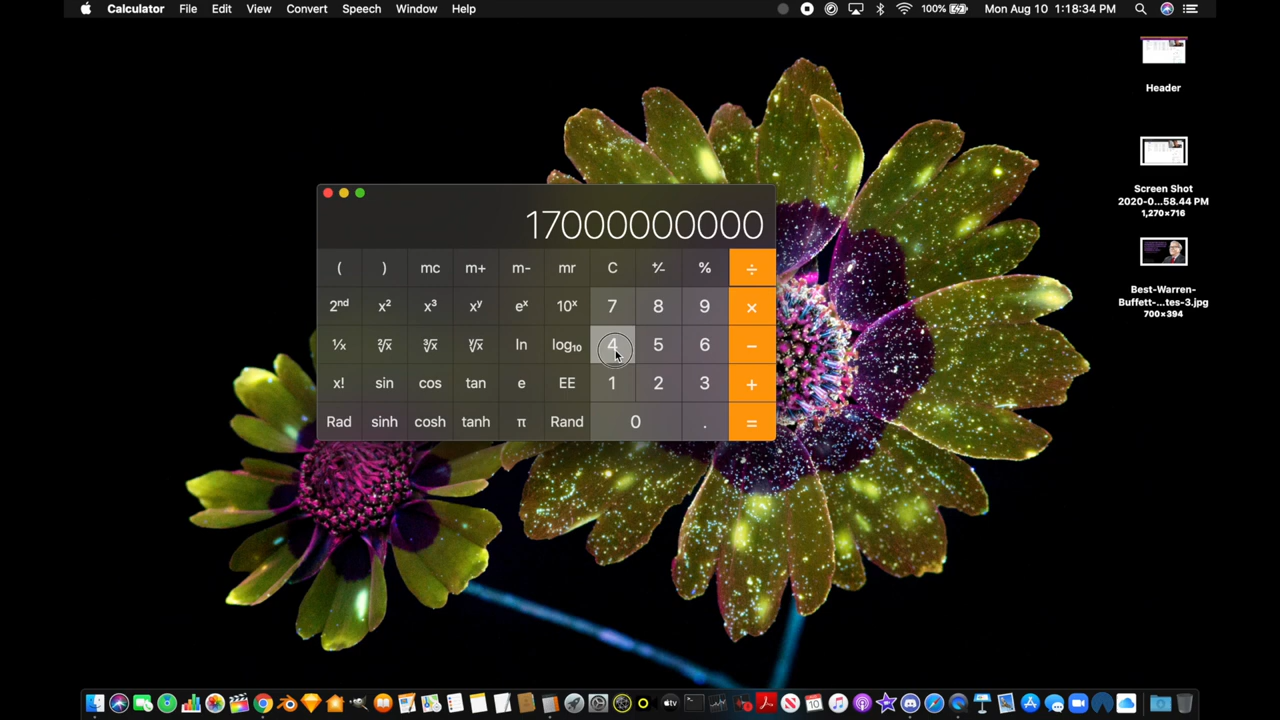 Calculator File Edit View Convert Speech Window Help 100% Mon Aug 10 1:18:34 PM
Header
Screen Shot
2020-0...58.44 PM
1,270×716
Best-Warren-
Buffett-...tes-3.jpg
700×394
17000000000
( ) mc m+ m- mr C ⁺∕₋ % ÷
2ⁿᵈ x² x³ xʸ eˣ 10ˣ 7 8 9 ×
¹∕ₓ ²√x ³√x ʸ√x ln log₁₀ 4 5 6 −
x! sin cos tan e EE 1 2 3 +
Rad sinh cosh tanh π Rand 0 . =